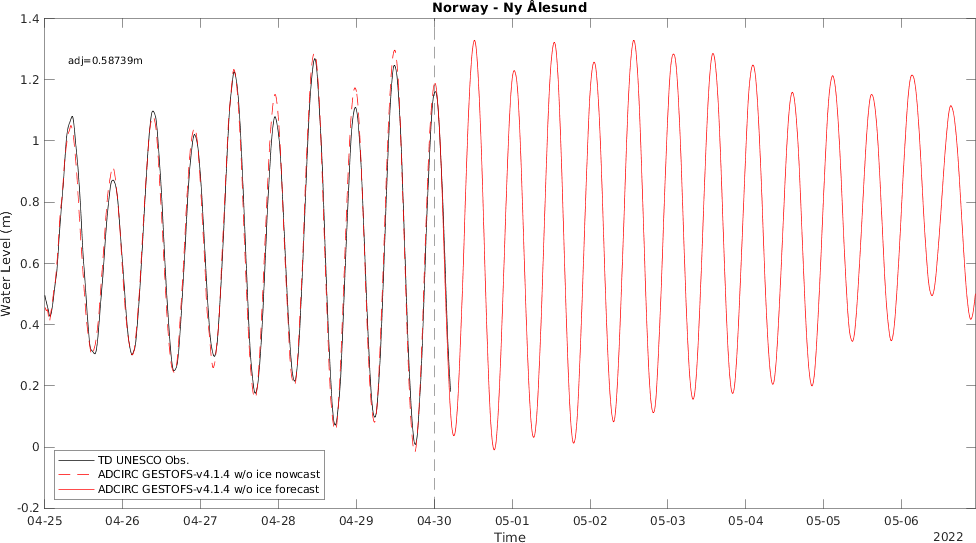 Norway - Ny Ålesund
adj=0.58739m
Water Level (m)
1.4
1.2
1
0.8
0.6
0.4
0.2
0
-0.2
TD UNESCO Obs.
ADCIRC GESTOFS-v4.1.4 w/o ice nowcast
ADCIRC GESTOFS-v4.1.4 w/o ice forecast
04-25 04-26 04-27 04-28 04-29 04-30 05-01 05-02 05-03 05-04 05-05 05-06
Time
2022